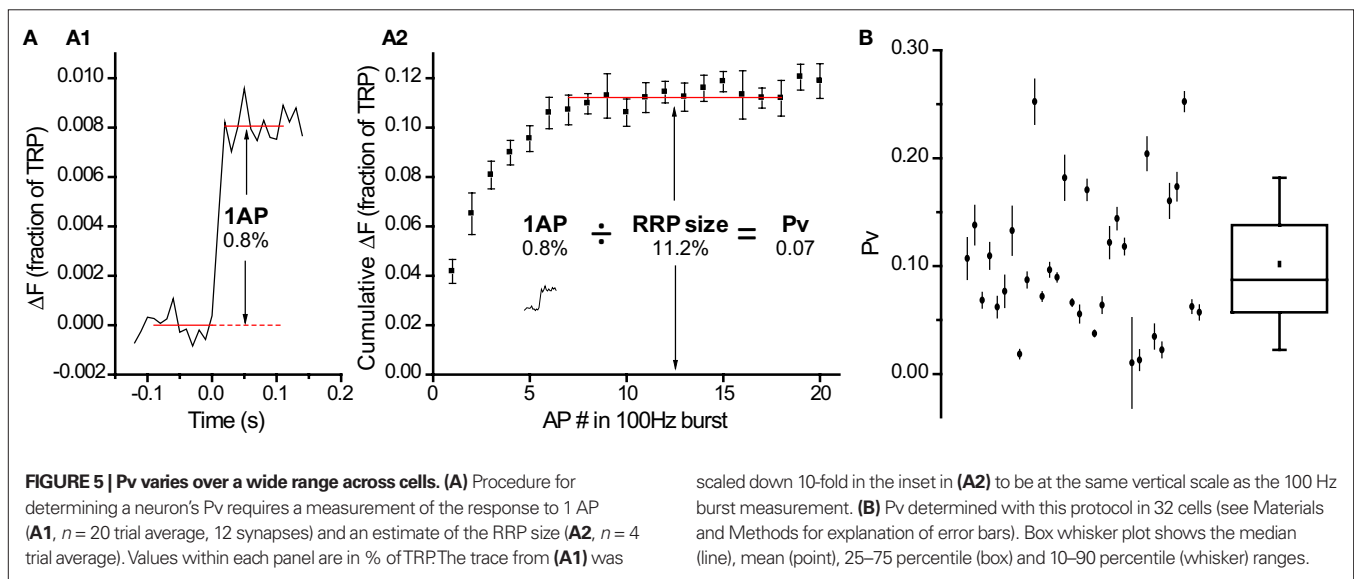 A A1
0.010
0.008
0.006
0.004
0.002
0.000
-0.002
ΔF (fraction of TRP)
1AP
0.8%
-0.1 0.0 0.1 0.2
Time (s)
A2
0.12
0.10
0.08
0.06
0.04
0.02
0.00
Cumulative ΔF (fraction of TRP)
1AP ÷ RRP size = Pv
0.8% 11.2% 0.07
0 5 10 15 20
AP # in 100Hz burst
B
0.30
0.20
0.10
0.00
Pv
FIGURE 5 | Pv varies over a wide range across cells. (A) Procedure for
determining a neuron's Pv requires a measurement of the response to 1 AP
(A1, n = 20 trial average, 12 synapses) and an estimate of the RRP size (A2, n = 4
trial average). Values within each panel are in % of TRP. The trace from (A1) was
scaled down 10-fold in the inset in (A2) to be at the same vertical scale as the 100 Hz
burst measurement. (B) Pv determined with this protocol in 32 cells (see Materials
and Methods for explanation of error bars). Box whisker plot shows the median
(line), mean (point), 25–75 percentile (box) and 10–90 percentile (whisker) ranges.